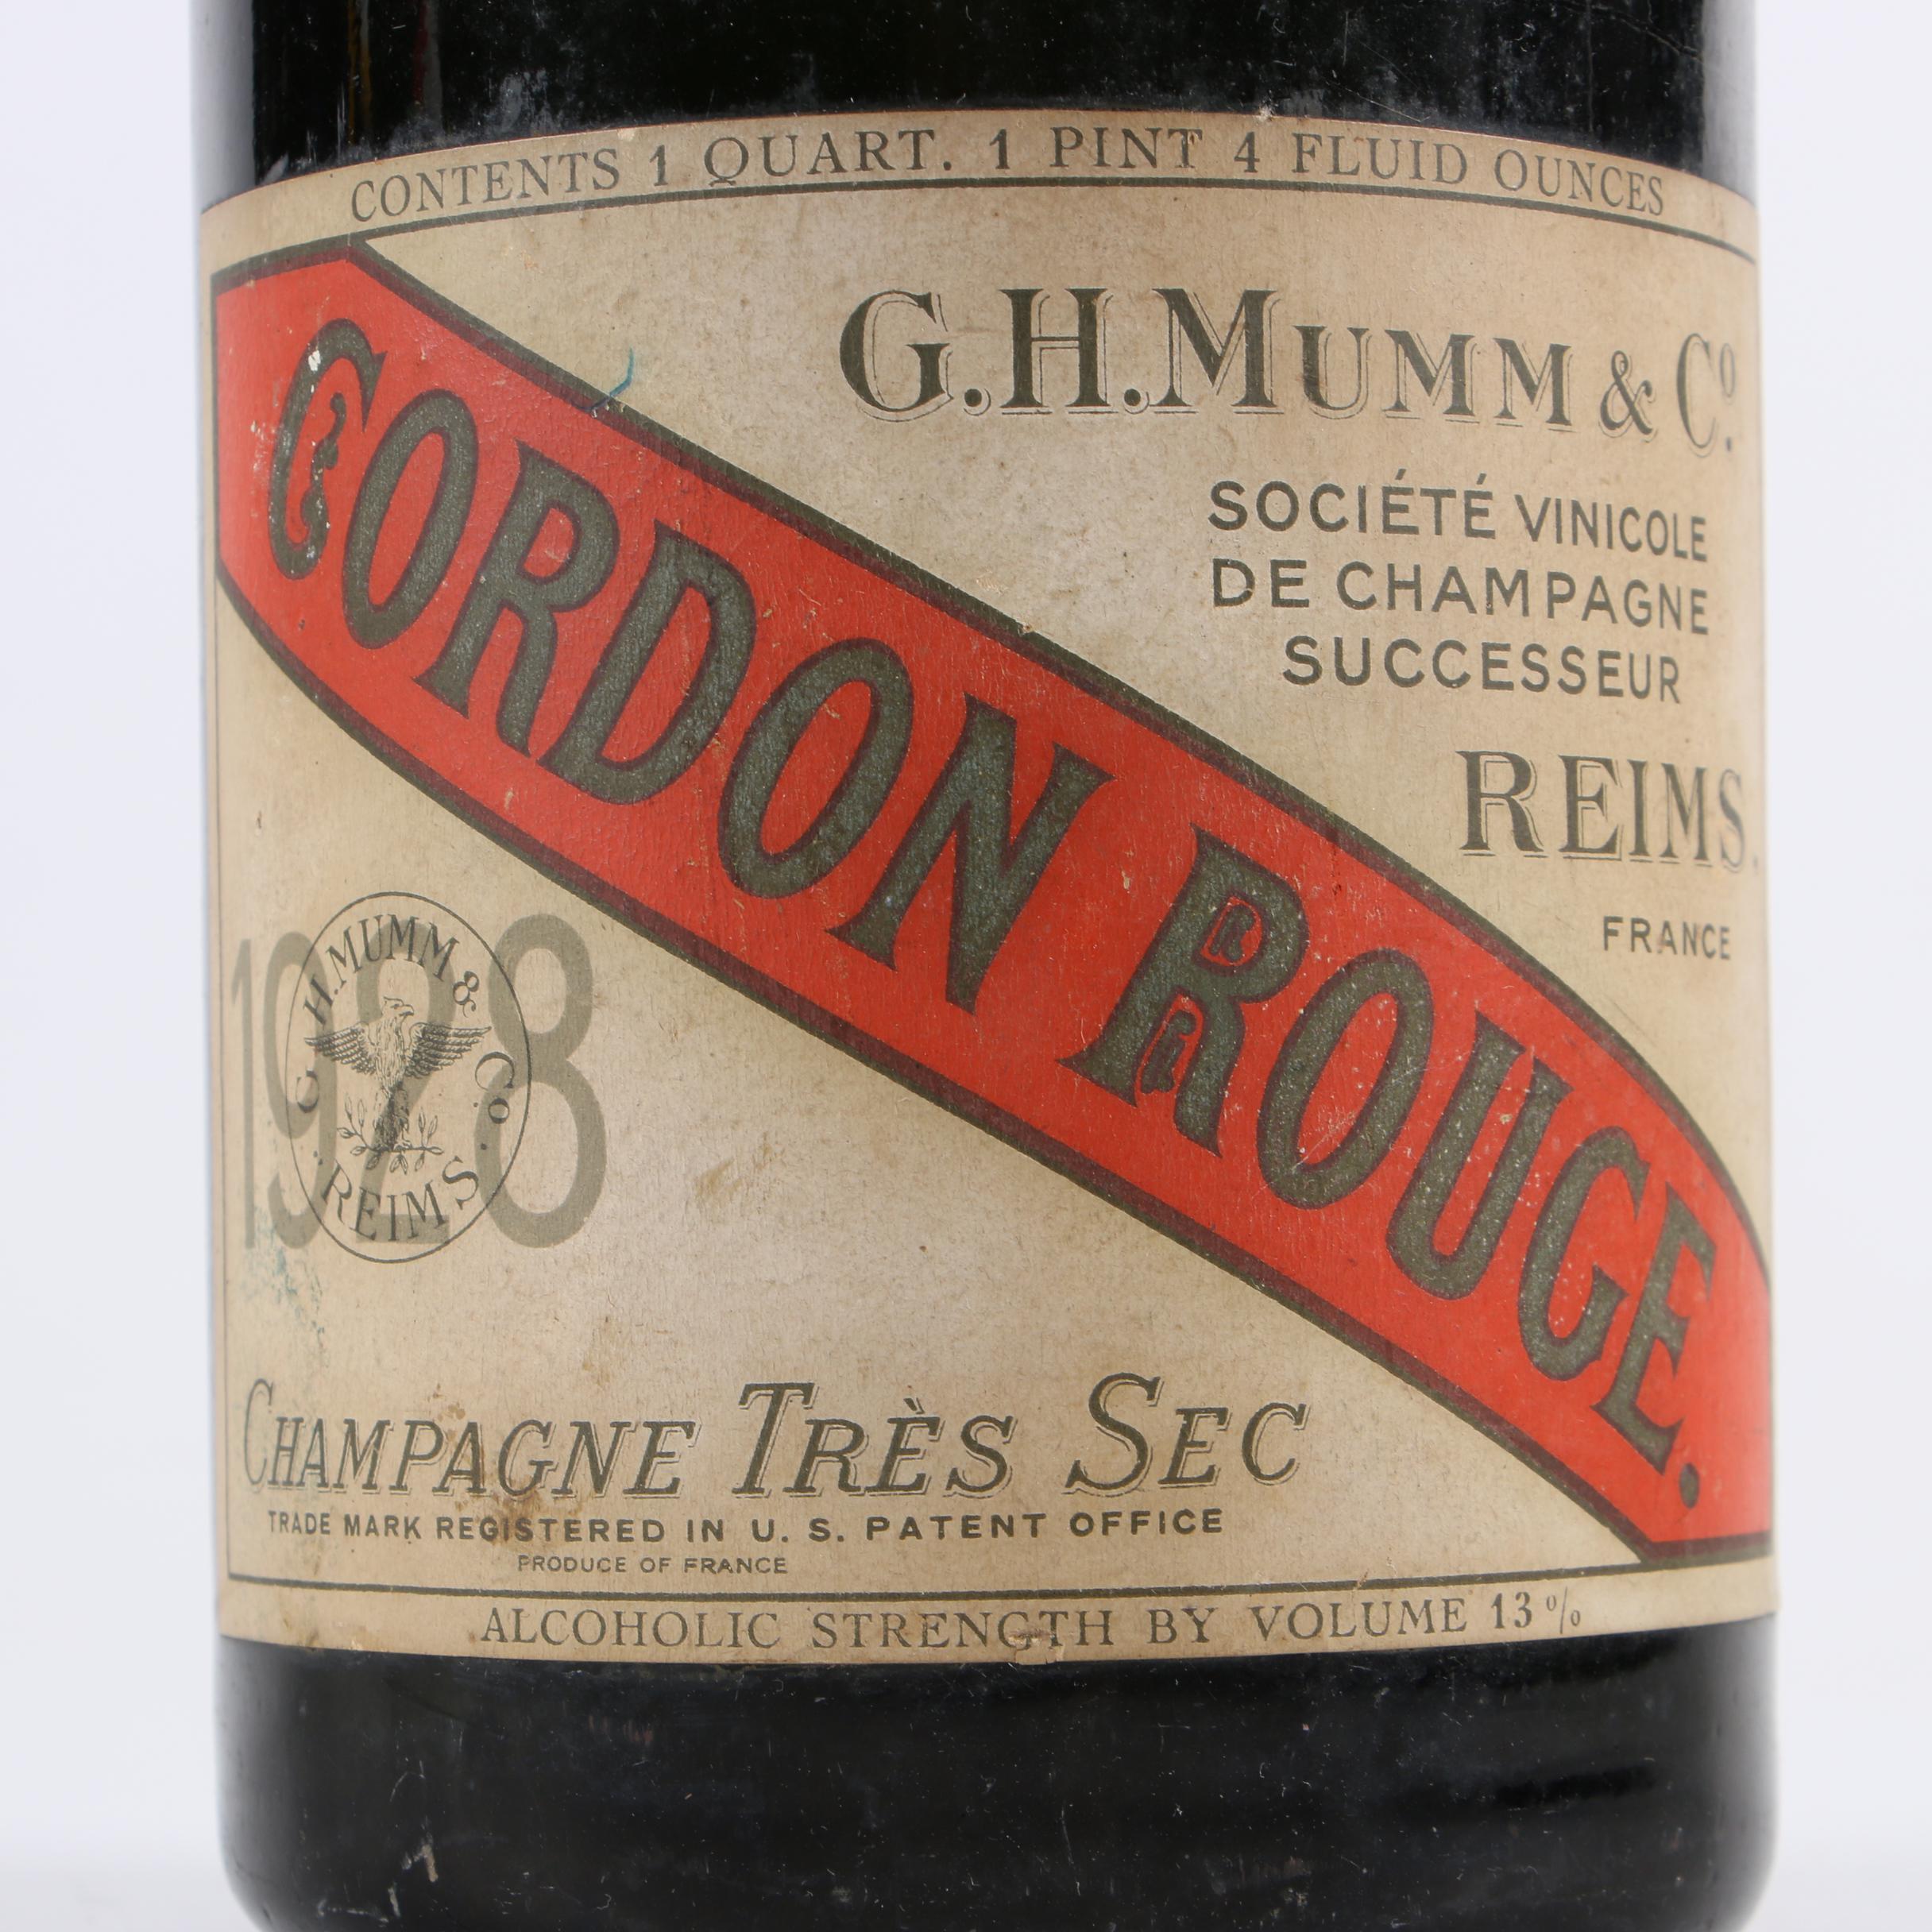 CONTENTS 1 QUART. 1 PINT 4 FLUID OUNCES
G.H.MUMM & Cº.
SOCIÉTÉ VINICOLE
DE CHAMPAGNE
SUCCESSEUR
REIMS.
FRANCE
CORDON ROUGE.
1928
G.H.MUMM & Co.
REIMS
CHAMPAGNE TRÈS SEC
TRADE MARK REGISTERED IN U. S. PATENT OFFICE
PRODUCE OF FRANCE
ALCOHOLIC STRENGTH BY VOLUME 13%